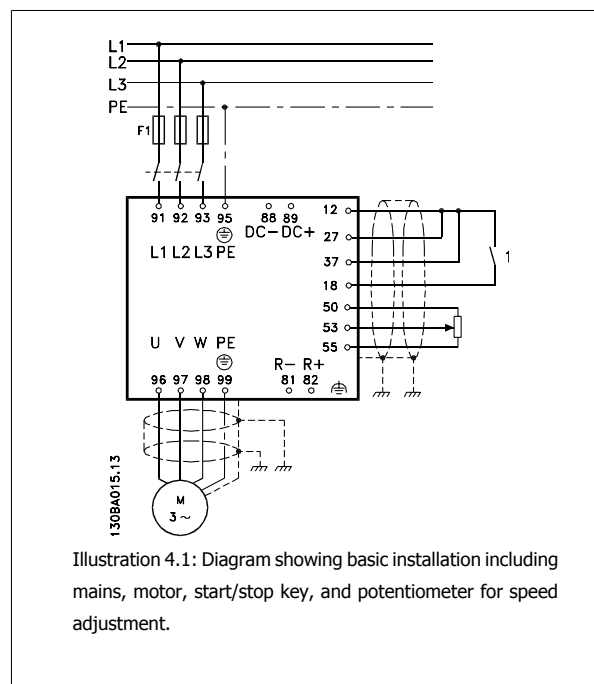 L1
L2
L3
PE
F1
91 92 93 95 88 89 12
DC- DC+
L1 L2 L3 PE
27
37
18
50
53
55
1
U V W PE
R- R+
96 97 98 99 81 82
M
3 ~
130BA015.13
Illustration 4.1: Diagram showing basic installation including
mains, motor, start/stop key, and potentiometer for speed
adjustment.